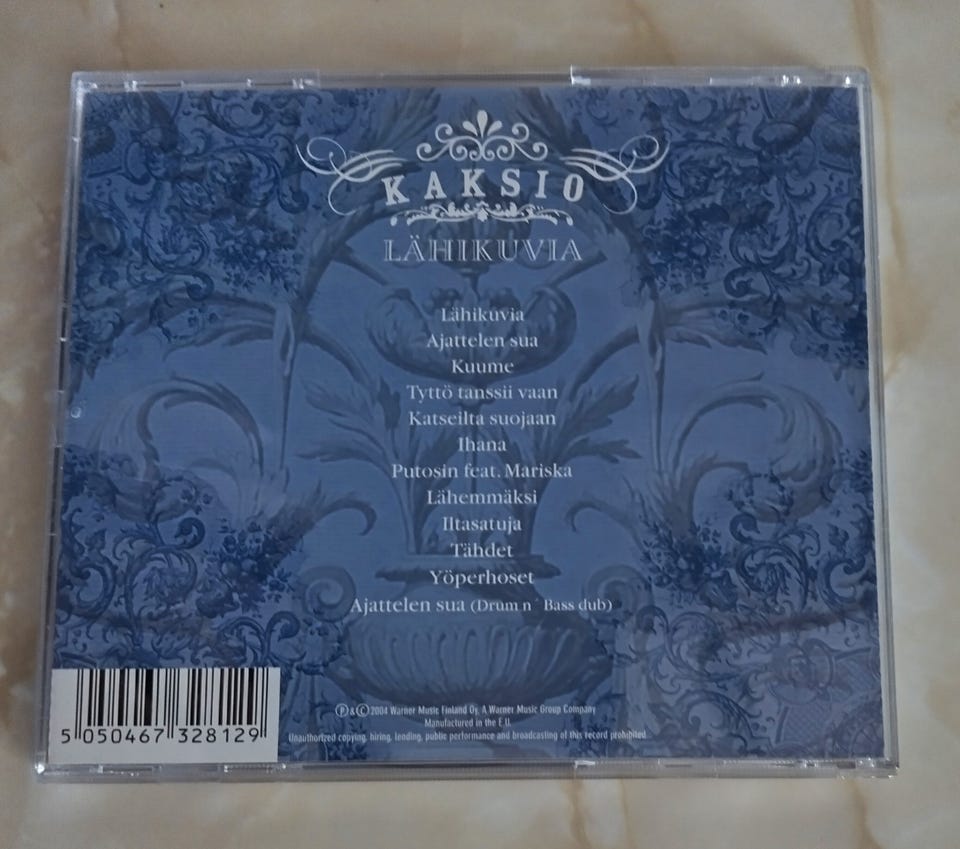 KAKSIO
LÄHIKUVIA
Lähikuvia
Ajattelen sua
Kuume
Tyttö tanssii vaan
Katseilta suojaan
Ihana
Putosin feat. Mariska
Lähemmäksi
Iltasatuja
Tähdet
Yöperhoset
Ajattelen sua (Drum n´ Bass dub)
Ⓟ & © 2004 Warner Music Finland Oy, A Warner Music Group Company
Manufactured in the E.U.
Unauthorized copying, hiring, lending, public performance and broadcasting of this record prohibited
5 050467 328129